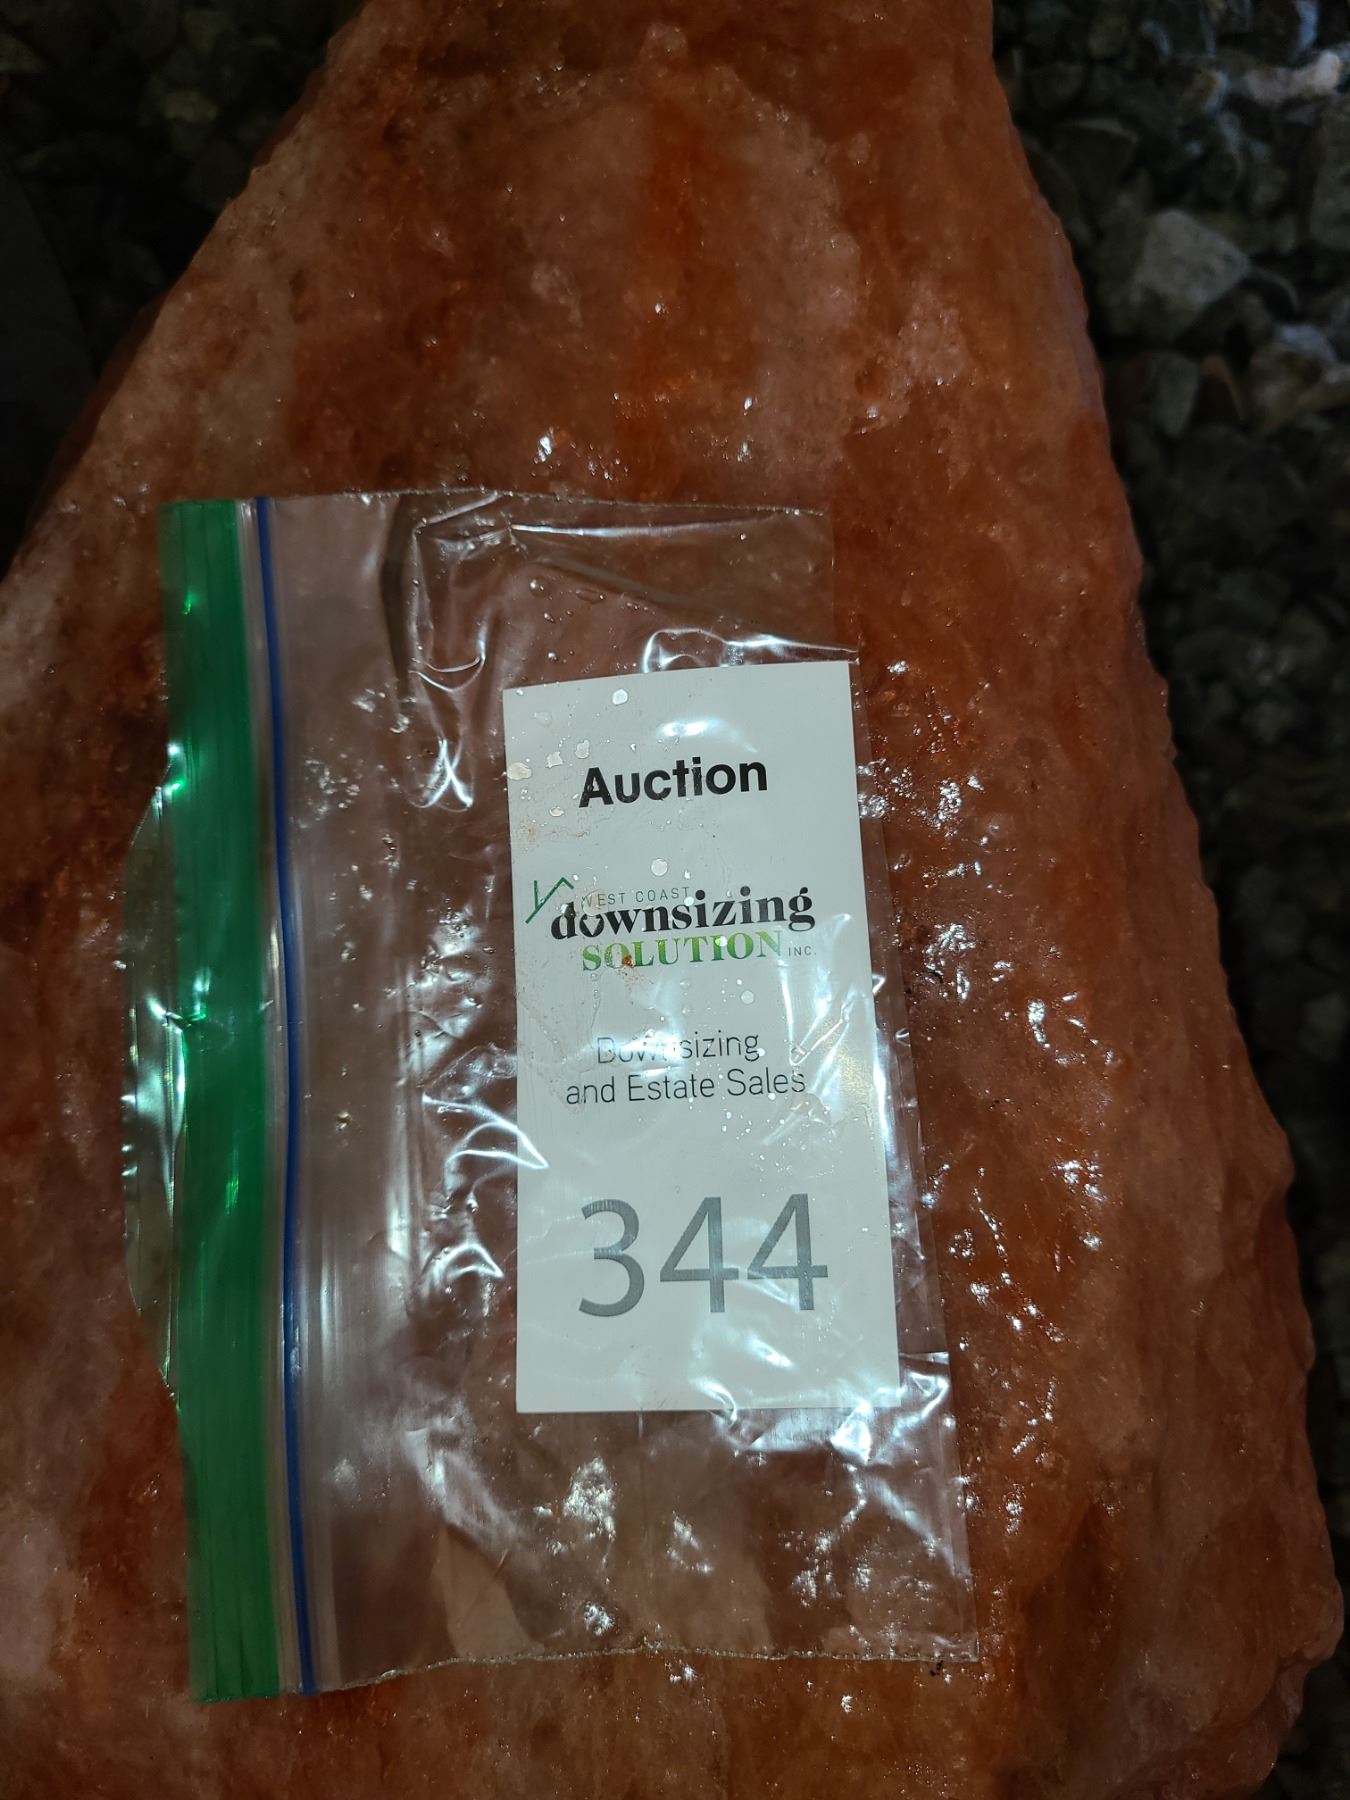 Auction
WEST COAST
downsizing
SOLUTION INC.
Downsizing
and Estate Sales
344